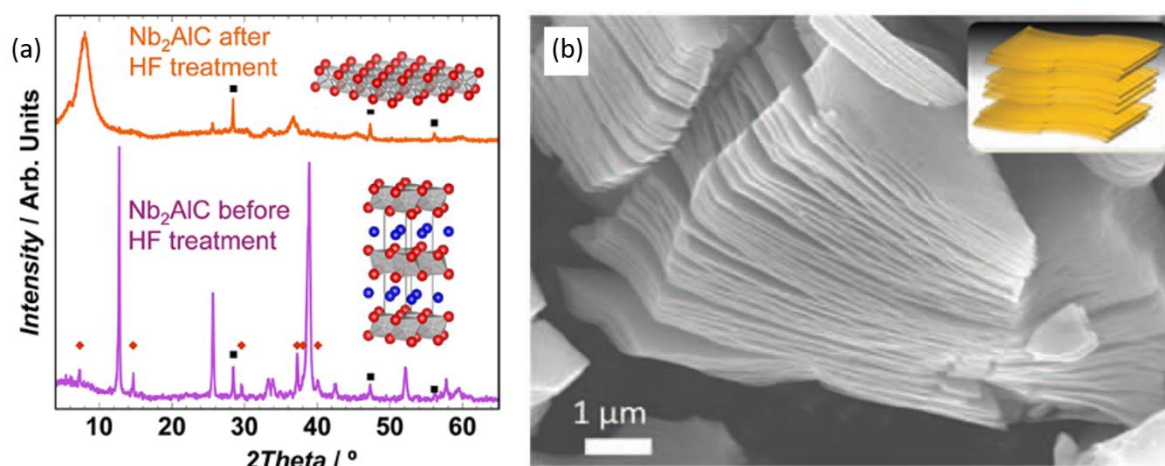 (a)
Nb₂AlC after
HF treatment
Nb₂AlC before
HF treatment
Intensity / Arb. Units
10 20 30 40 50 60
2Theta / º
(b)
1 μm